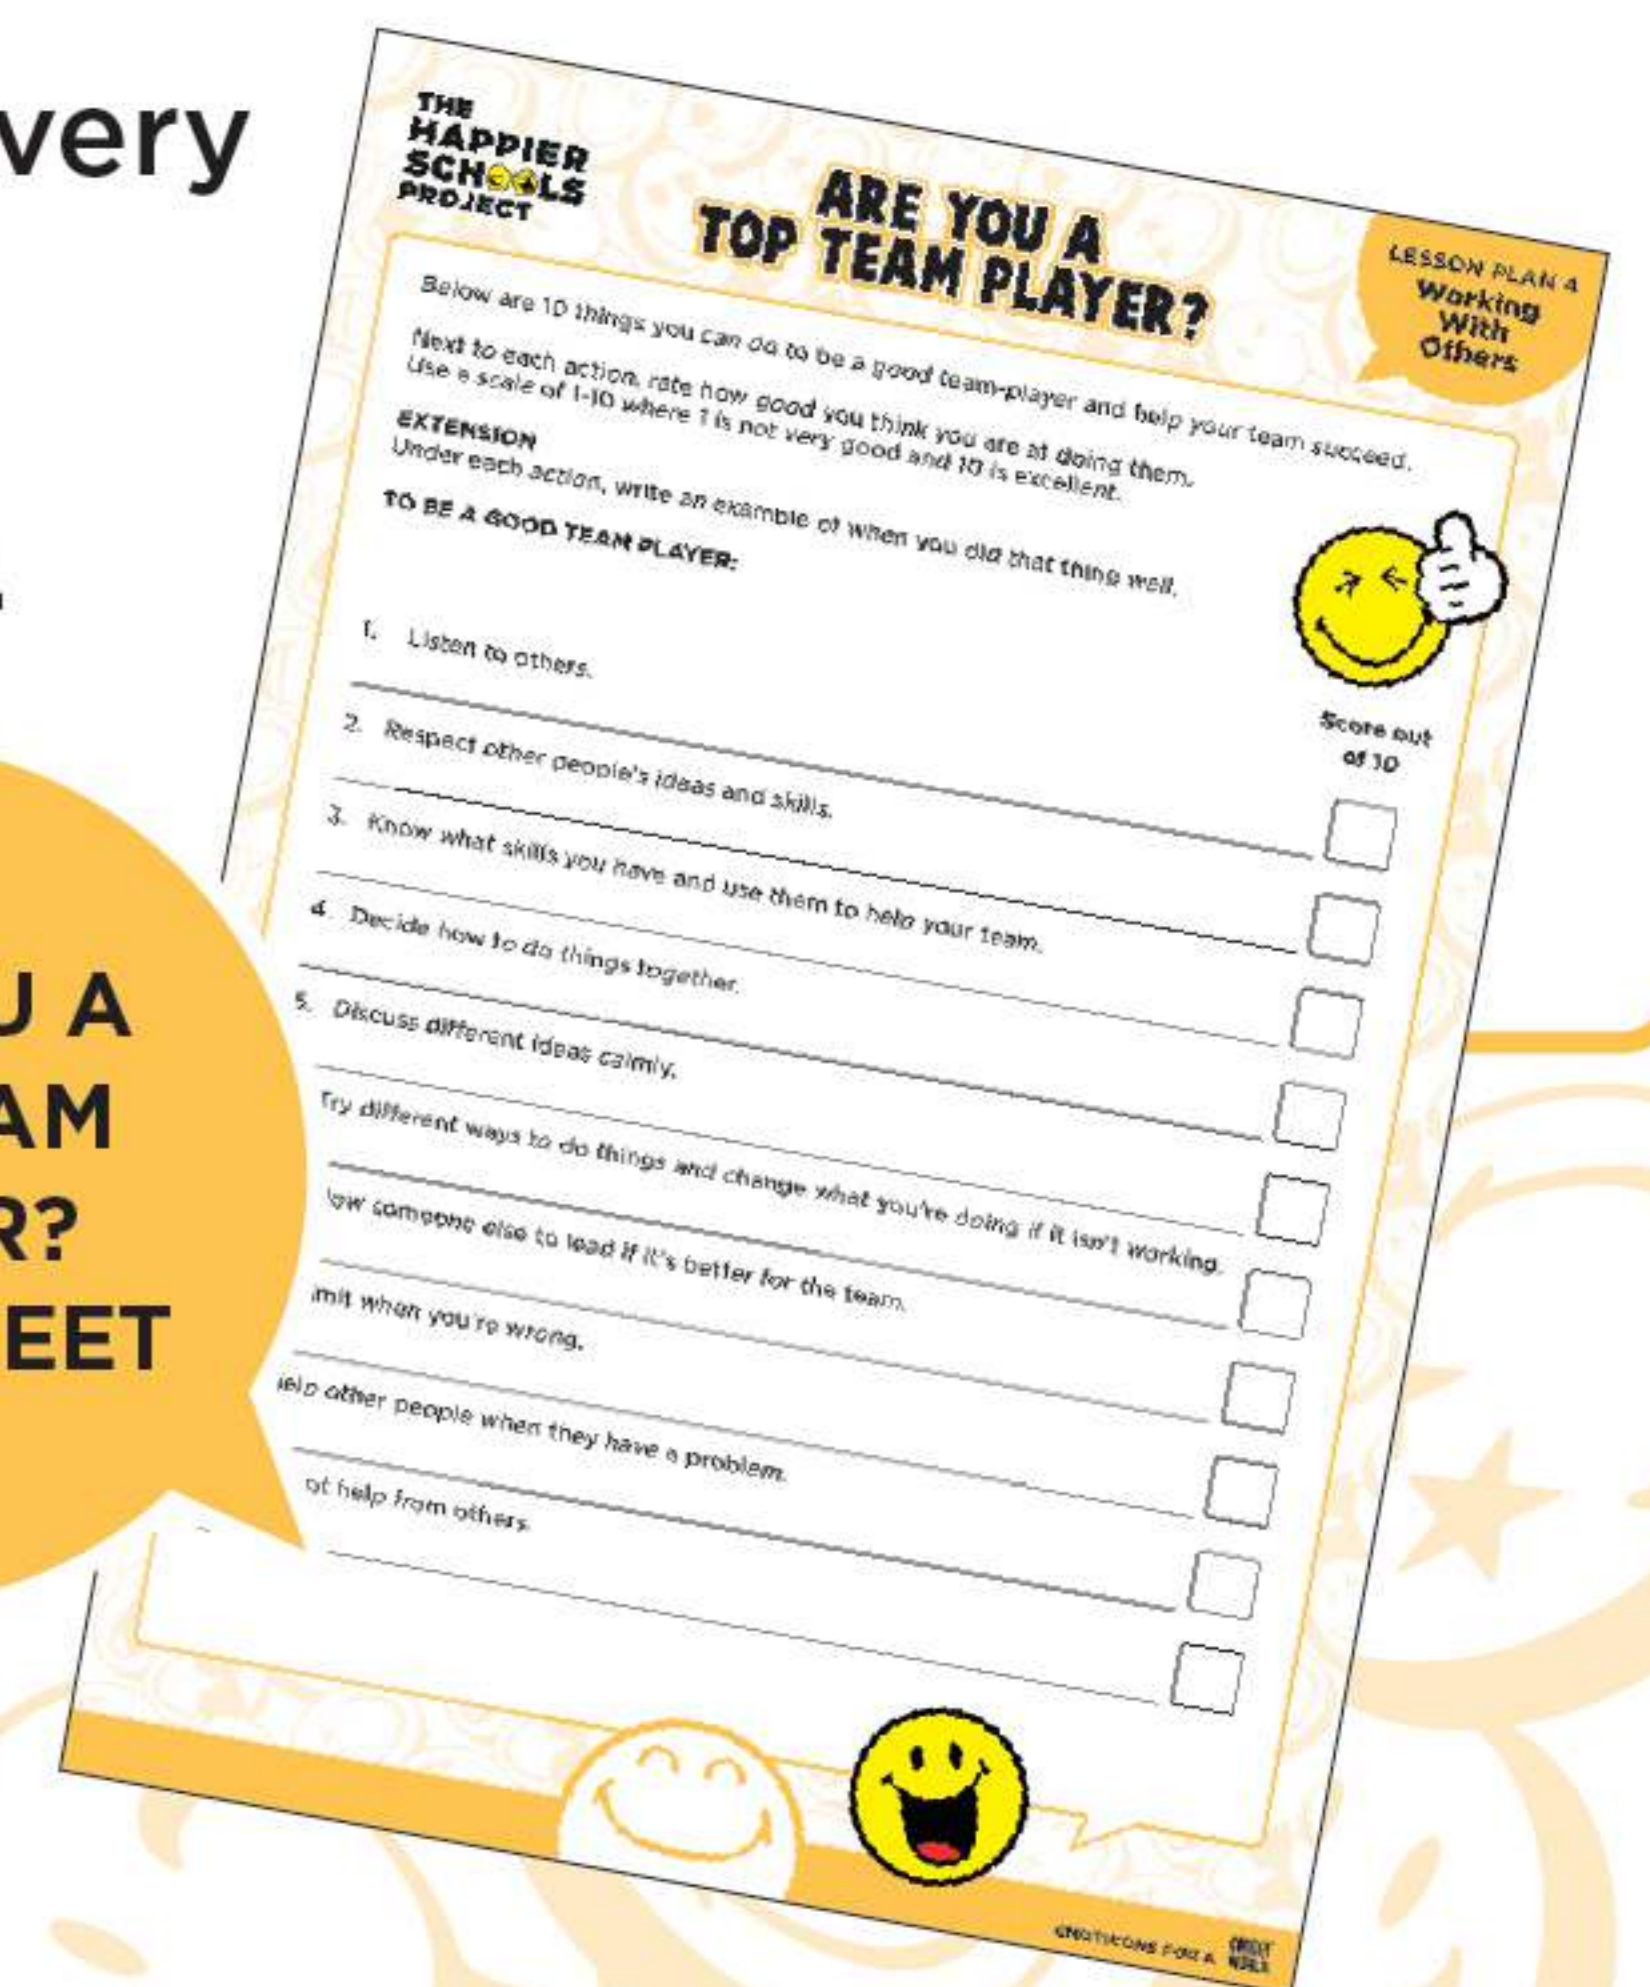 very
U A
AM
R?
EET
THE
HAPPIER
SCHOOLS
PROJECT
ARE YOU A
TOP TEAM PLAYER?
LESSON PLAN 4
Working
With
Others
Below are 10 things you can do to be a good team-player and help your team succeed.
Next to each action, rate how good you think you are at doing them.
Use a scale of 1-10 where 1 is not very good and 10 is excellent.
EXTENSION
Under each action, write an example of when you did that thing well.
TO BE A GOOD TEAM PLAYER:
Score out
of 10
1. Listen to others.
2. Respect other people's ideas and skills.
3. Know what skills you have and use them to help your team.
4. Decide how to do things together.
5. Discuss different ideas calmly.
Try different ways to do things and change what you're doing if it isn't working.
low someone else to lead if it's better for the team.
mit when you're wrong.
elp other people when they have a problem.
pt help from others.
EMOTICONS FOR A